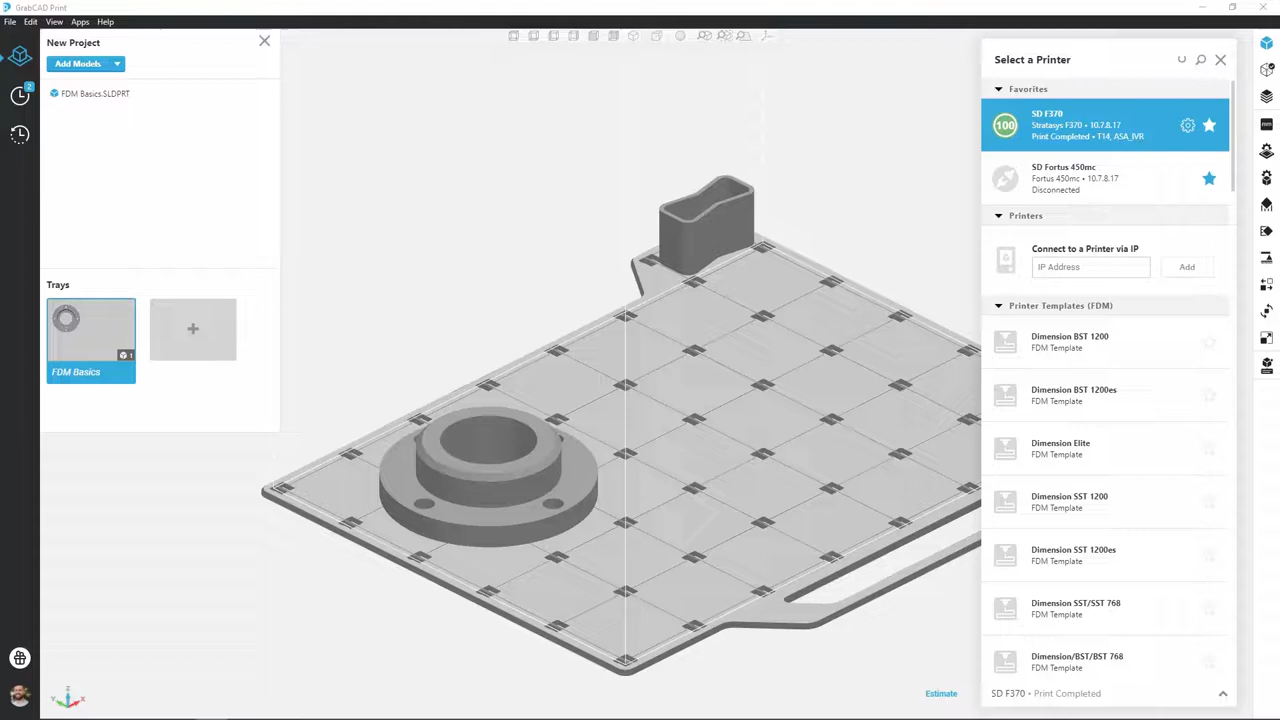 GrabCAD Print
File Edit View Apps Help
New Project
Add Models
FDM Basics.SLDPRT
2
Trays
1
FDM Basics
Z
Y X
Estimate
Select a Printer
Favorites
100
SD F370
Stratasys F370 • 10.7.8.17
Print Completed • T14, ASA_IVR
SD Fortus 450mc
Fortus 450mc • 10.7.8.17
Disconnected
Printers
Connect to a Printer via IP
IP Address
Add
Printer Templates (FDM)
Dimension BST 1200
FDM Template
Dimension BST 1200es
FDM Template
Dimension Elite
FDM Template
Dimension SST 1200
FDM Template
Dimension SST 1200es
FDM Template
Dimension SST/SST 768
FDM Template
Dimension/BST/BST 768
FDM Template
SD F370 • Print Completed
mm